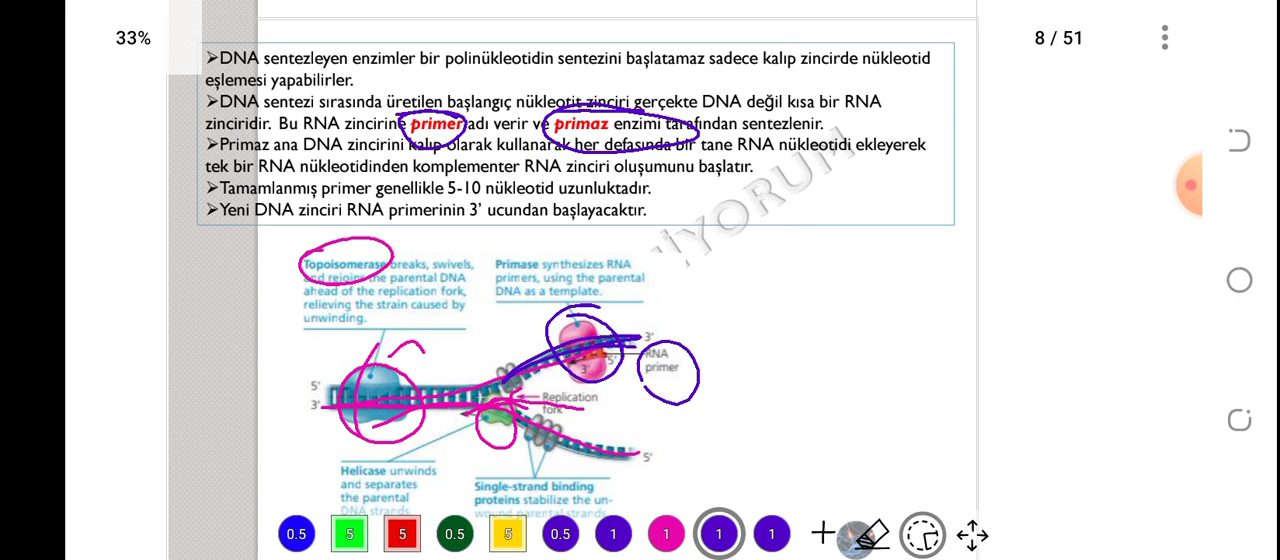 33%
8 / 51
➢DNA sentezleyen enzimler bir polinükleotidin sentezini başlatamaz sadece kalıp zincirde nükleotid
eşlemesi yapabilirler.
➢DNA sentezi sırasında üretilen başlangıç nükleotit zinciri gerçekte DNA değil kısa bir RNA
zinciridir. Bu RNA zincirine primer adı verir ve primaz enzimi tarafından sentezlenir.
➢Primaz ana DNA zincirini kalıp olarak kullanarak her defasında bir tane RNA nükleotidi ekleyerek
tek bir RNA nükleotidinden komplementer RNA zinciri oluşumunu başlatır.
➢Tamamlanmış primer genellikle 5-10 nükleotid uzunluktadır.
➢Yeni DNA zinciri RNA primerinin 3' ucundan başlayacaktır.
İYORUM
Topoisomerase breaks, swivels,
and rejoins the parental DNA
ahead of the replication fork,
relieving the strain caused by
unwinding.
Primase synthesizes RNA
primers, using the parental
DNA as a template.
3'
5'
3'
RNA
primer
5'
3'
Replication
fork
5'
Helicase unwinds
and separates
the parental
DNA strands.
Single-strand binding
proteins stabilize the un-
wound parental strands.
0.5
5
5
0.5
5
0.5
1
1
1
1